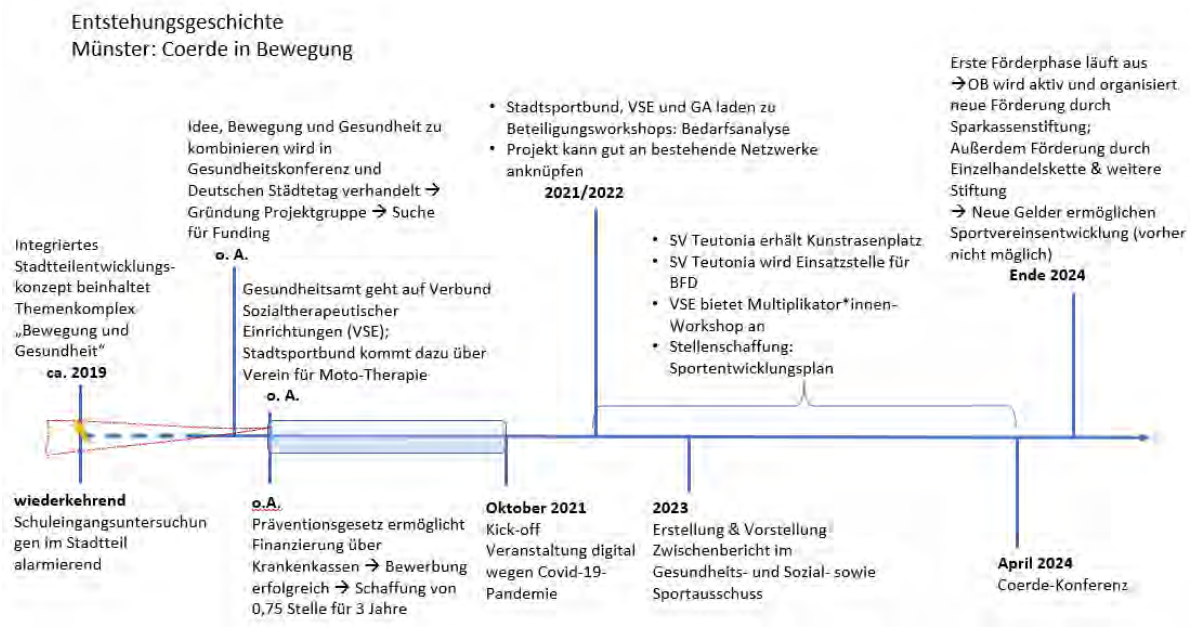 Entstehungsgeschichte
Münster: Coerde in Bewegung
Integriertes
Stadtteilentwicklungs-
konzept beinhaltet
Themenkomplex
„Bewegung und
Gesundheit“
ca. 2019
Idee, Bewegung und Gesundheit zu
kombinieren wird in
Gesundheitskonferenz und
Deutschen Städtetag verhandelt →
Gründung Projektgruppe → Suche
für Funding
o. A.
Gesundheitsamt geht auf Verbund
Sozialtherapeutischer
Einrichtungen (VSE);
Stadtsportbund kommt dazu über
Verein für Moto-Therapie
o. A.
• Stadtsportbund, VSE und GA laden zu
Beteiligungsworkshops: Bedarfsanalyse
• Projekt kann gut an bestehende Netzwerke
anknüpfen
2021/2022
• SV Teutonia erhält Kunstrasenplatz
• SV Teutonia wird Einsatzstelle für
BFD
• VSE bietet Multiplikator*innen-
Workshop an
• Stellenschaffung:
Sportentwicklungsplan
Erste Förderphase läuft aus
→OB wird aktiv und organisiert
neue Förderung durch
Sparkassenstiftung;
Außerdem Förderung durch
Einzelhandelskette & weitere
Stiftung
→ Neue Gelder ermöglichen
Sportvereinsentwicklung (vorher
nicht möglich)
Ende 2024
wiederkehrend
Schuleingangsuntersuchun
gen im Stadtteil
alarmierend
o.A.
Präventionsgesetz ermöglicht
Finanzierung über
Krankenkassen → Bewerbung
erfolgreich → Schaffung von
0,75 Stelle für 3 Jahre
Oktober 2021
Kick-off
Veranstaltung digital
wegen Covid-19-
Pandemie
2023
Erstellung & Vorstellung
Zwischenbericht im
Gesundheits- und Sozial- sowie
Sportausschuss
April 2024
Coerde-Konferenz